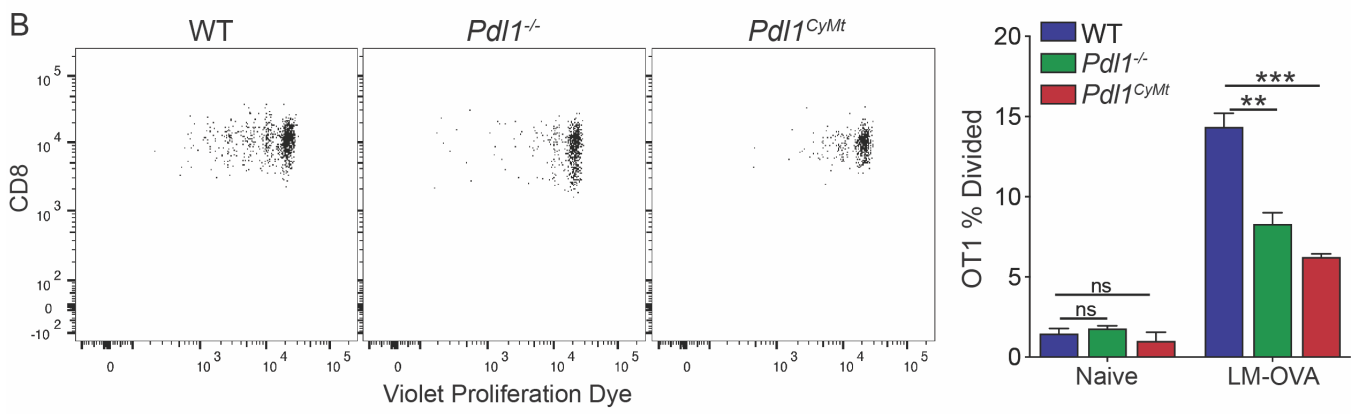 B
WT
Pdl1-/-
Pdl1CyMt
CD8
10 5
10 4
10 3
10 2
0
-10 2
0
10 3
10 4
10 5
0
10 3
10 4
10 5
0
10 3
10 4
10 5
Violet Proliferation Dye
OT1 % Divided
20
15
10
5
0
WT
Pdl1-/-
Pdl1CyMt
***
**
ns
ns
Naive
LM-OVA